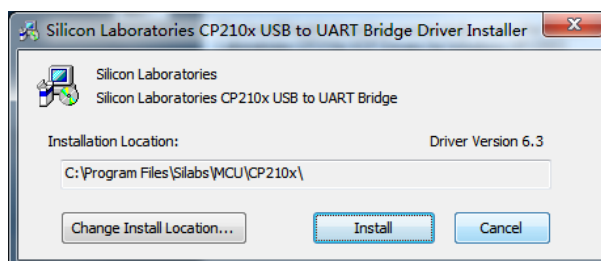 Silicon Laboratories CP210x USB to UART Bridge Driver Installer
Silicon Laboratories
Silicon Laboratories CP210x USB to UART Bridge
Installation Location:
Driver Version 6.3
C:\Program Files\Silabs\MCU\CP210x\
Change Install Location...
Install
Cancel